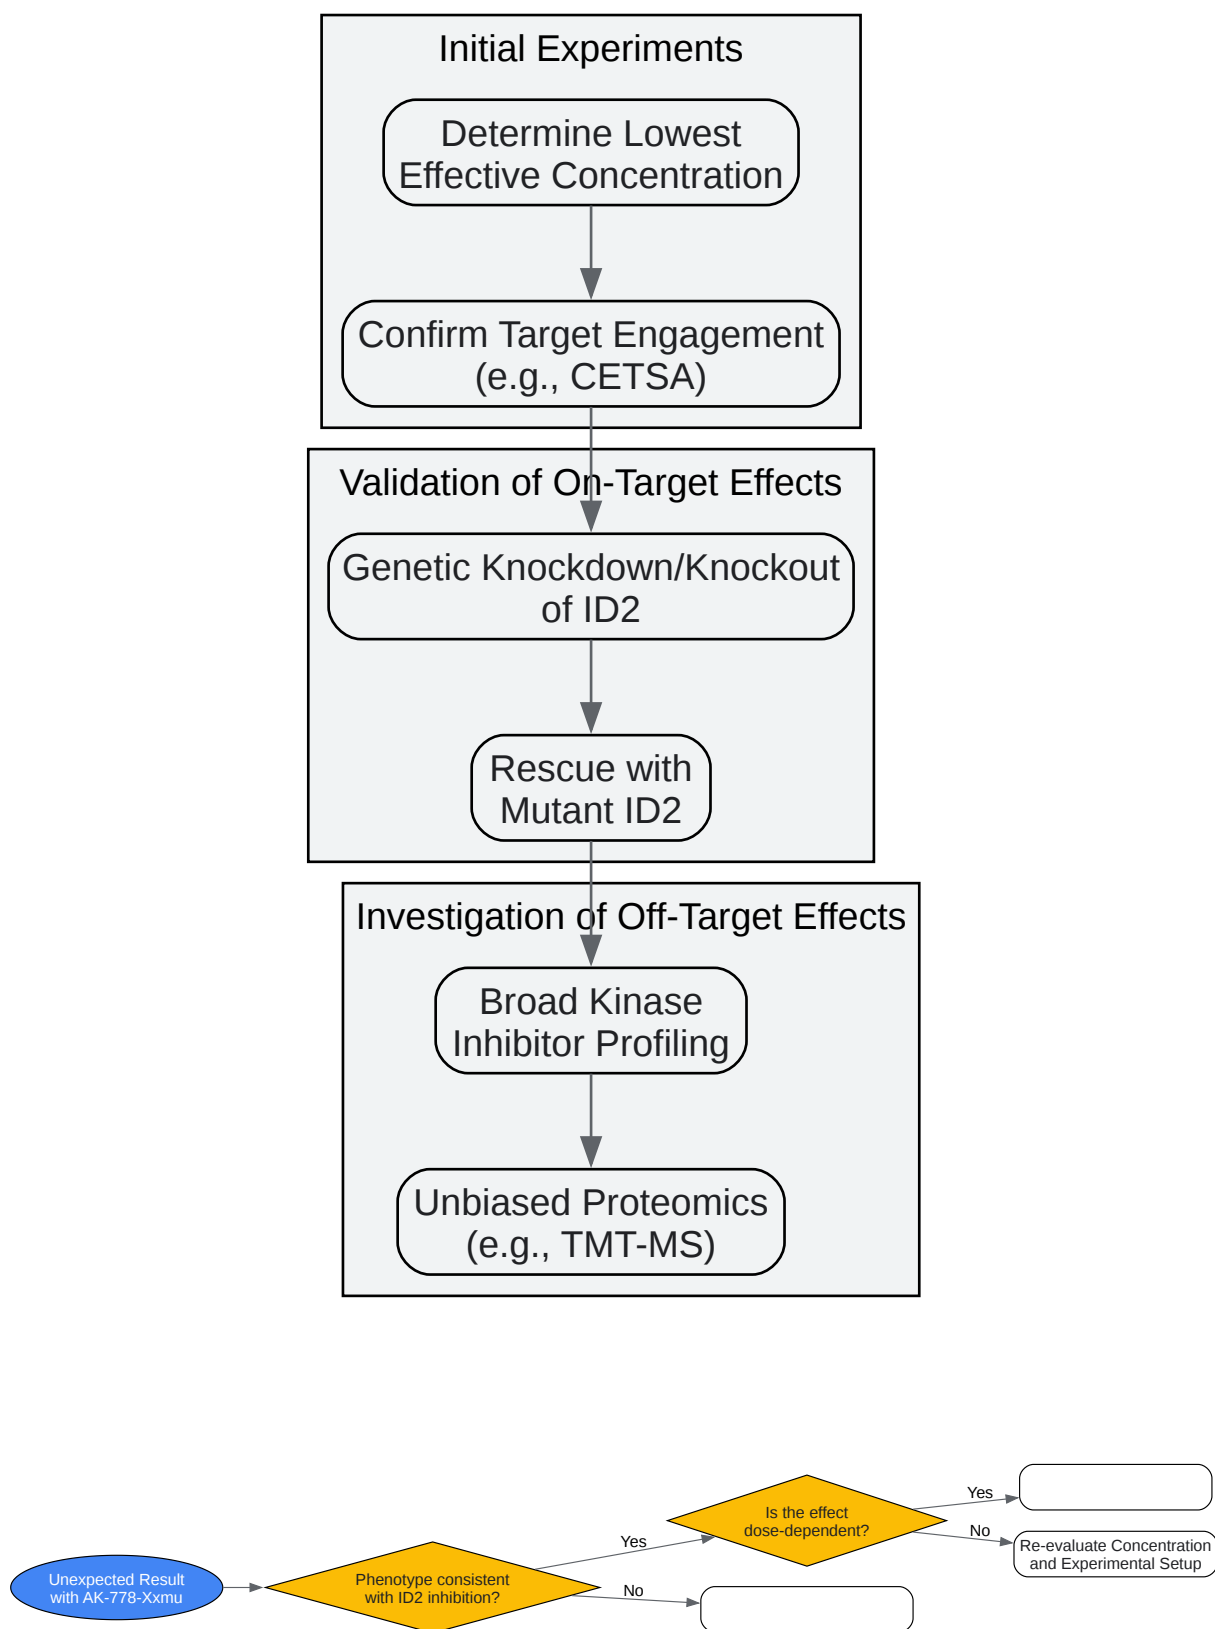 Initial Experiments
Determine Lowest
Effective Concentration
Confirm Target Engagement
(e.g., CETSA)
Validation of On-Target Effects
Genetic Knockdown/Knockout
of ID2
Rescue with
Mutant ID2
Investigation of Off-Target Effects
Broad Kinase
Inhibitor Profiling
Unbiased Proteomics
(e.g., TMT-MS)
Unexpected Result
with AK-778-Xxmu
Phenotype consistent
with ID2 inhibition?
Yes
No
Is the effect
dose-dependent?
Yes
No
Re-evaluate Concentration
and Experimental Setup